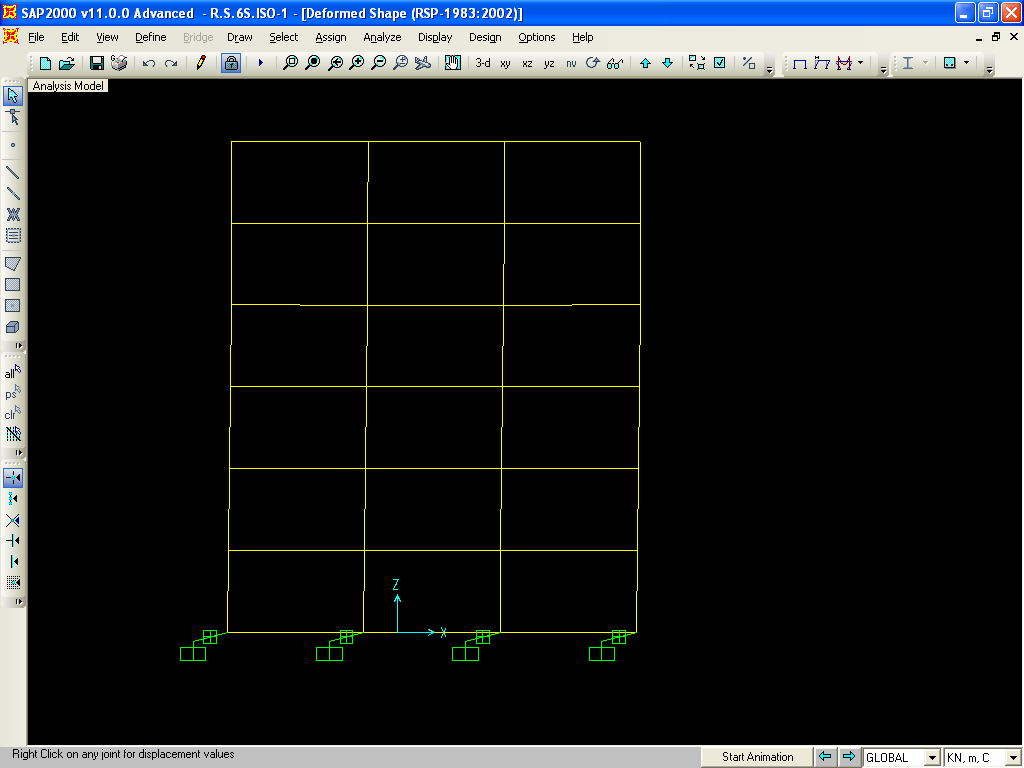 SAP2000 v11.0.0 Advanced - R.S.6S.ISO-1 - [Deformed Shape (RSP-1983:2002)]
File Edit View Define Bridge Draw Select Assign Analyze Display Design Options Help
3-d xy xz yz nv
Analysis Model
all
ps
clr
Z
X
Right Click on any joint for displacement values
Start Animation
GLOBAL
KN, m, C